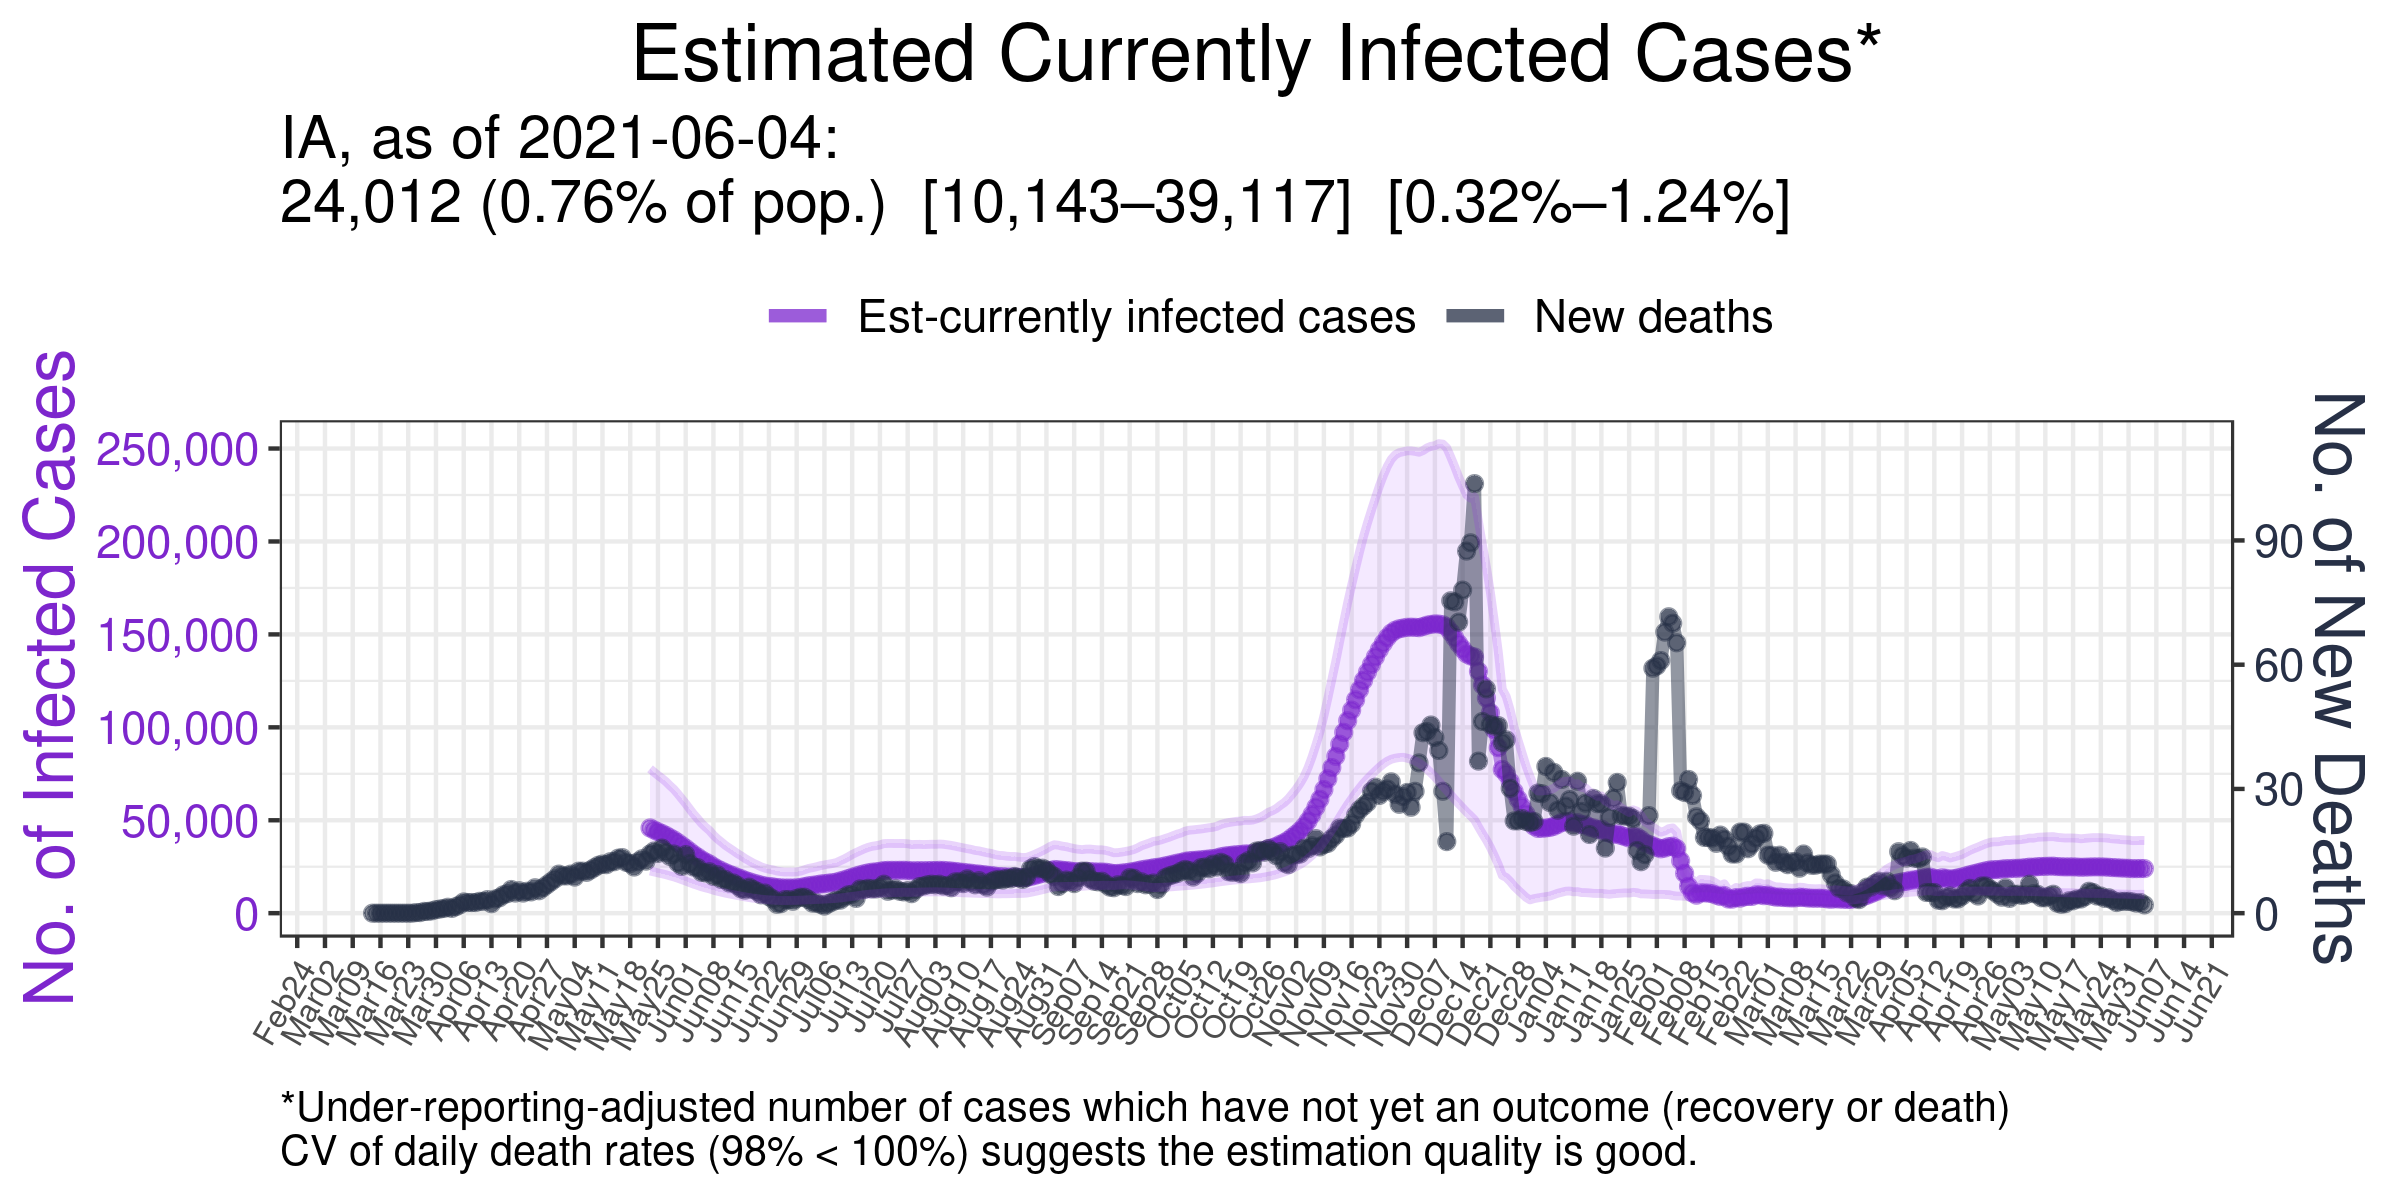 Estimated Currently Infected Cases*
IA, as of 2021-06-04:
24,012 (0.76% of pop.) [10,143–39,117] [0.32%–1.24%]
Est-currently infected cases
New deaths
No. of Infected Cases
250,000
200,000
150,000
100,000
50,000
0
No. of New Deaths
90
60
30
0
Feb24
Mar02
Mar09
Mar16
Mar23
Mar30
Apr06
Apr13
Apr20
Apr27
May04
May11
May18
May25
Jun01
Jun08
Jun15
Jun22
Jun29
Jul06
Jul13
Jul20
Jul27
Aug03
Aug10
Aug17
Aug24
Aug31
Sep07
Sep14
Sep21
Sep28
Oct05
Oct12
Oct19
Oct26
Nov02
Nov09
Nov16
Nov23
Nov30
Dec07
Dec14
Dec21
Dec28
Jan04
Jan11
Jan18
Jan25
Feb01
Feb08
Feb15
Feb22
Mar01
Mar08
Mar15
Mar22
Mar29
Apr05
Apr12
Apr19
Apr26
May03
May10
May17
May24
May31
Jun07
Jun14
Jun21
*Under-reporting-adjusted number of cases which have not yet an outcome (recovery or death)
CV of daily death rates (98% < 100%) suggests the estimation quality is good.